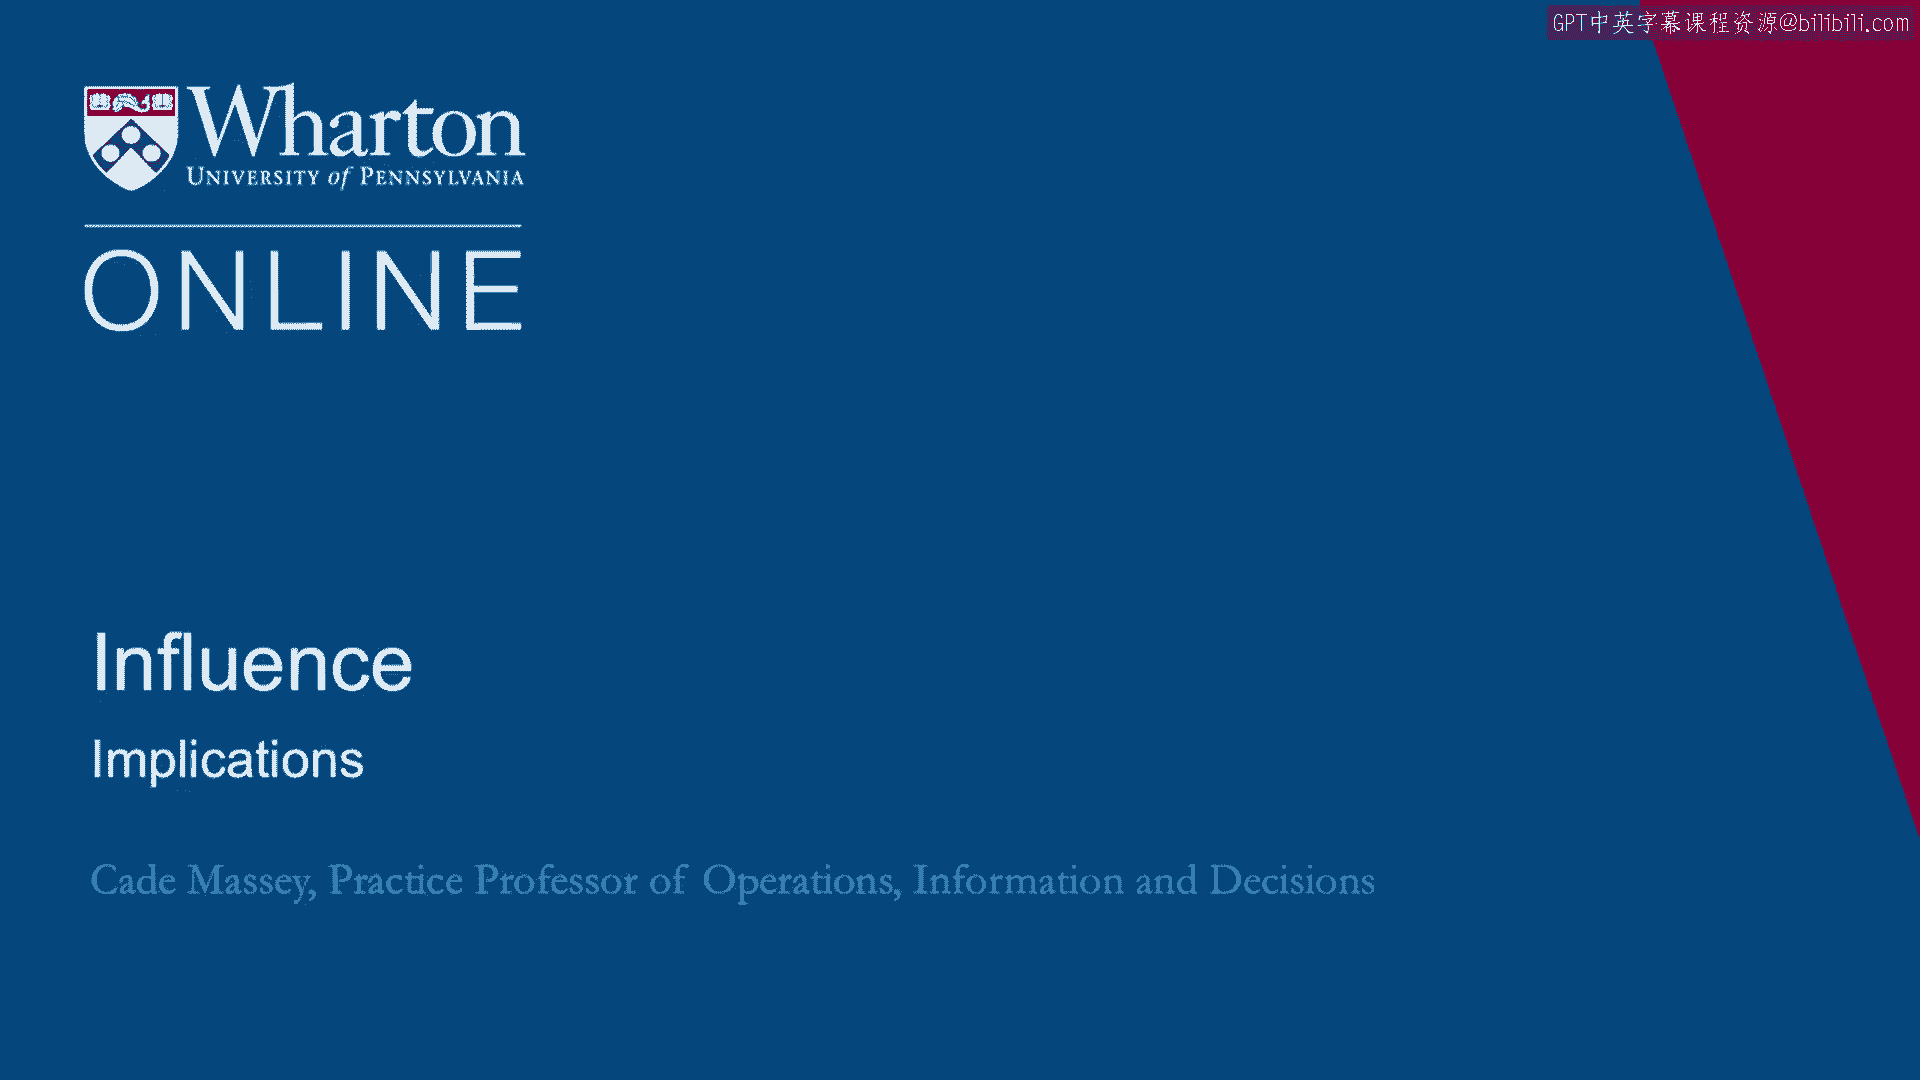 GPT中英字幕课程资源@bilibili.com
Wharton
UNIVERSITY of PENNSYLVANIA
ONLINE
Influence
Implications
Cade Massey, Practice Professor of Operations, Information and Decisions